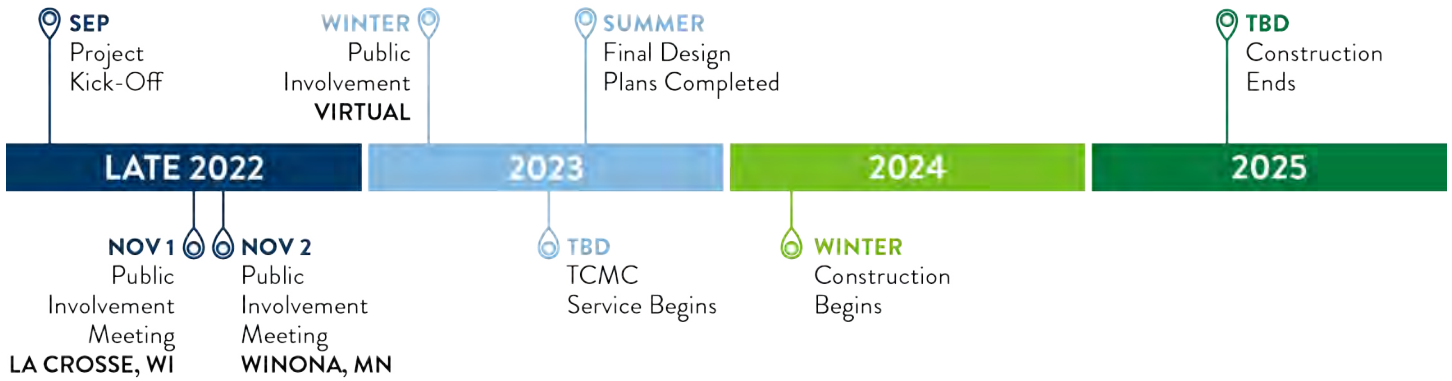 SEP
Project
Kick-Off
WINTER
Public
Involvement
VIRTUAL
SUMMER
Final Design
Plans Completed
TBD
Construction
Ends
LATE 2022
2023
2024
2025
NOV 1
Public
Involvement
Meeting
LA CROSSE, WI
NOV 2
Public
Involvement
Meeting
WINONA, MN
TBD
TCMC
Service Begins
WINTER
Construction
Begins